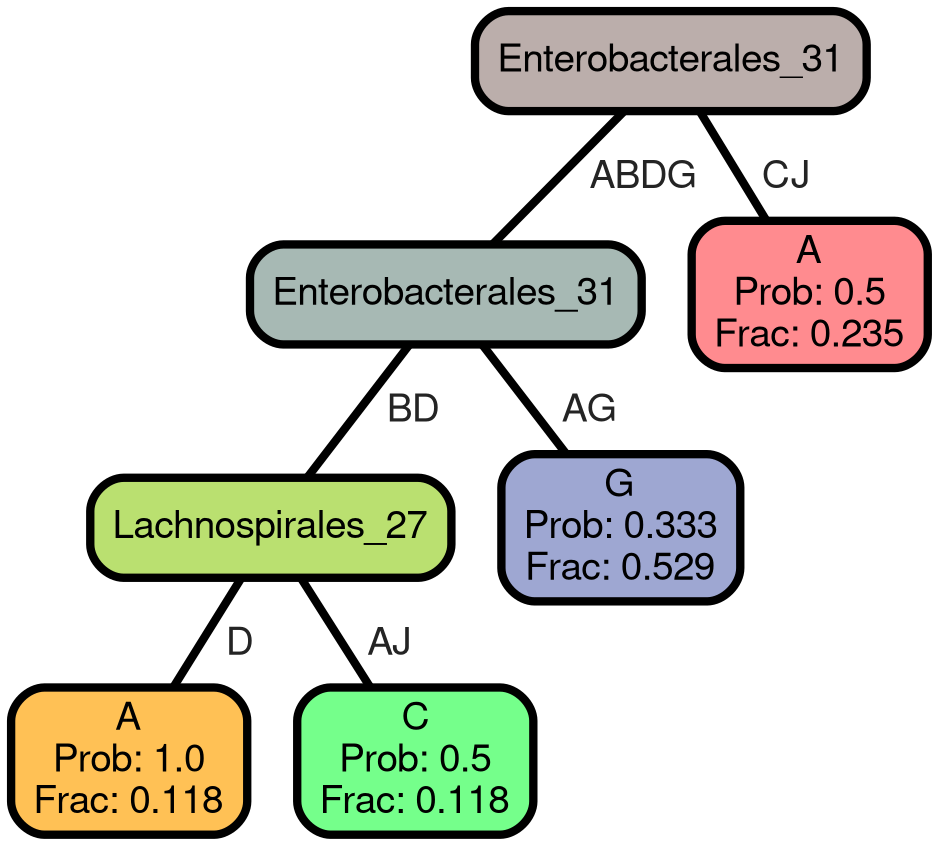 Enterobacterales_31
ABDG
CJ
Enterobacterales_31
A
Prob: 0.5
Frac: 0.235
BD
AG
Lachnospirales_27
G
Prob: 0.333
Frac: 0.529
D
AJ
A
Prob: 1.0
Frac: 0.118
C
Prob: 0.5
Frac: 0.118